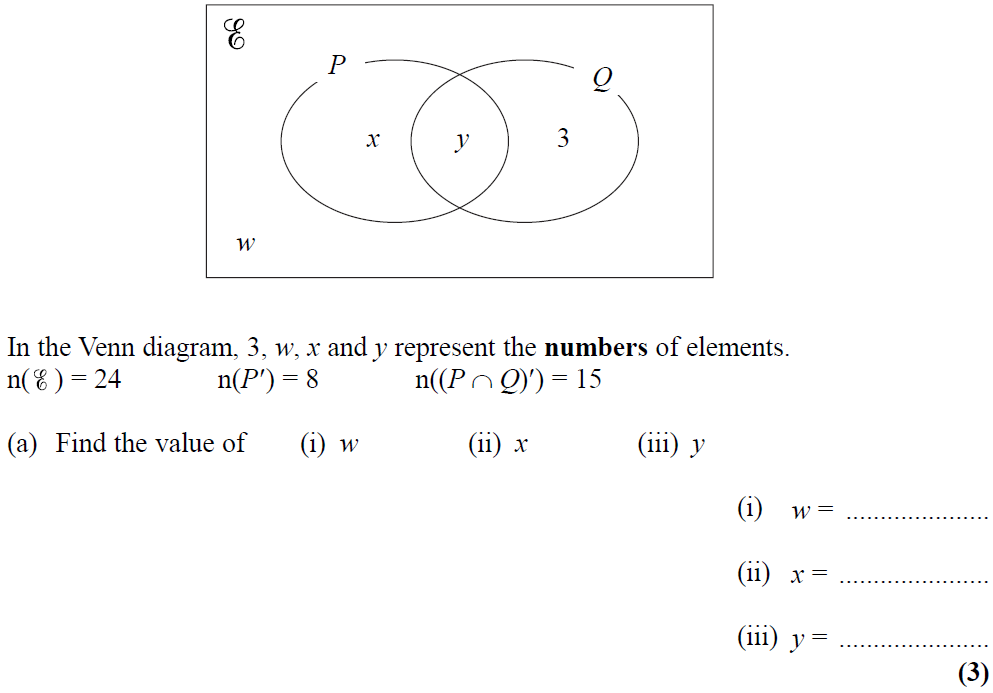 ℰ
P
Q
x
y
3
w
In the Venn diagram, 3, w, x and y represent the numbers of elements.
n(ℰ) = 24 n(P′) = 8 n((P ∩ Q)′) = 15
(a) Find the value of (i) w (ii) x (iii) y
(i) w = .....................
(ii) x = ......................
(iii) y = ......................
(3)